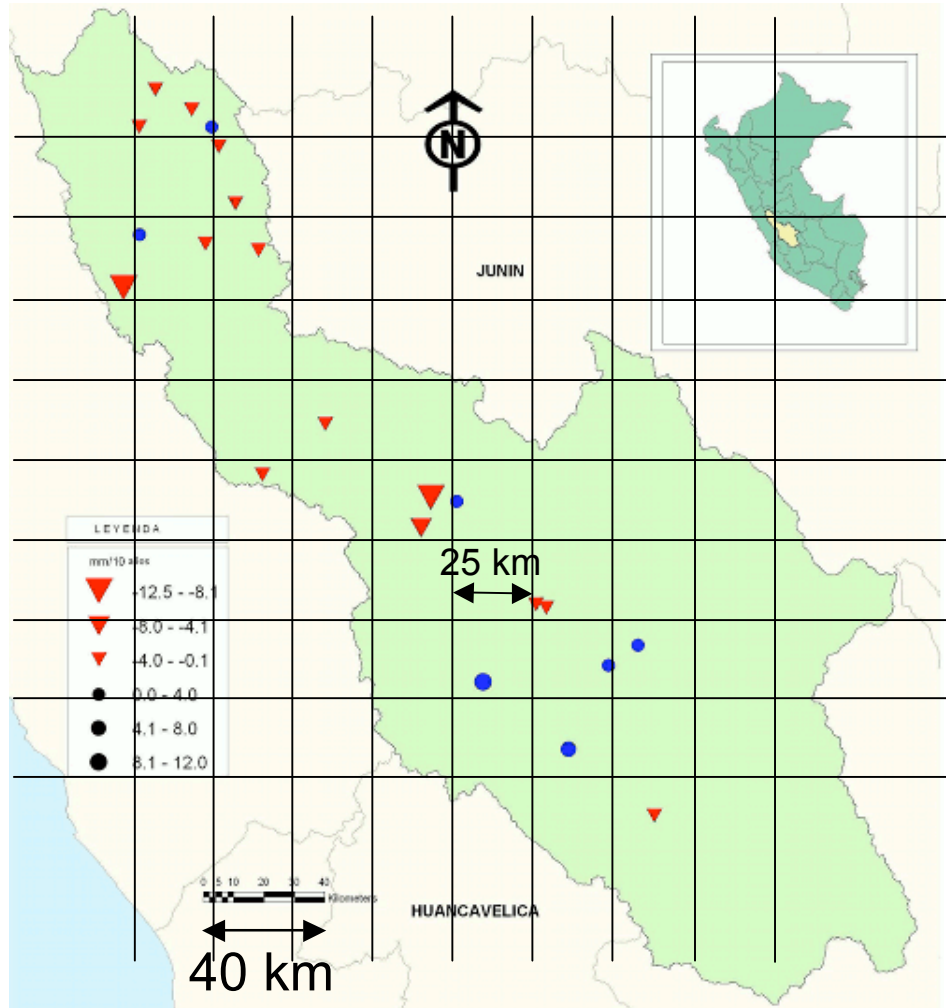 N
JUNIN
LEYENDA
mm/10 años
-12.5 - -8.1
-8.0 - -4.1
-4.0 - -0.1
0.0 - 4.0
4.1 - 8.0
8.1 - 12.0
25 km
0 5 10 20 30 40
Kilometers
HUANCAVELICA
40 km